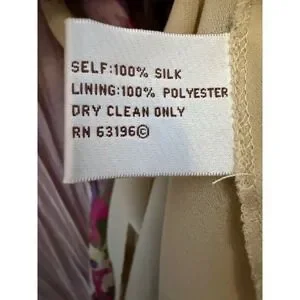 SELF:100% SILK
LINING:100% POLYESTER
DRY CLEAN ONLY
RN 63196©